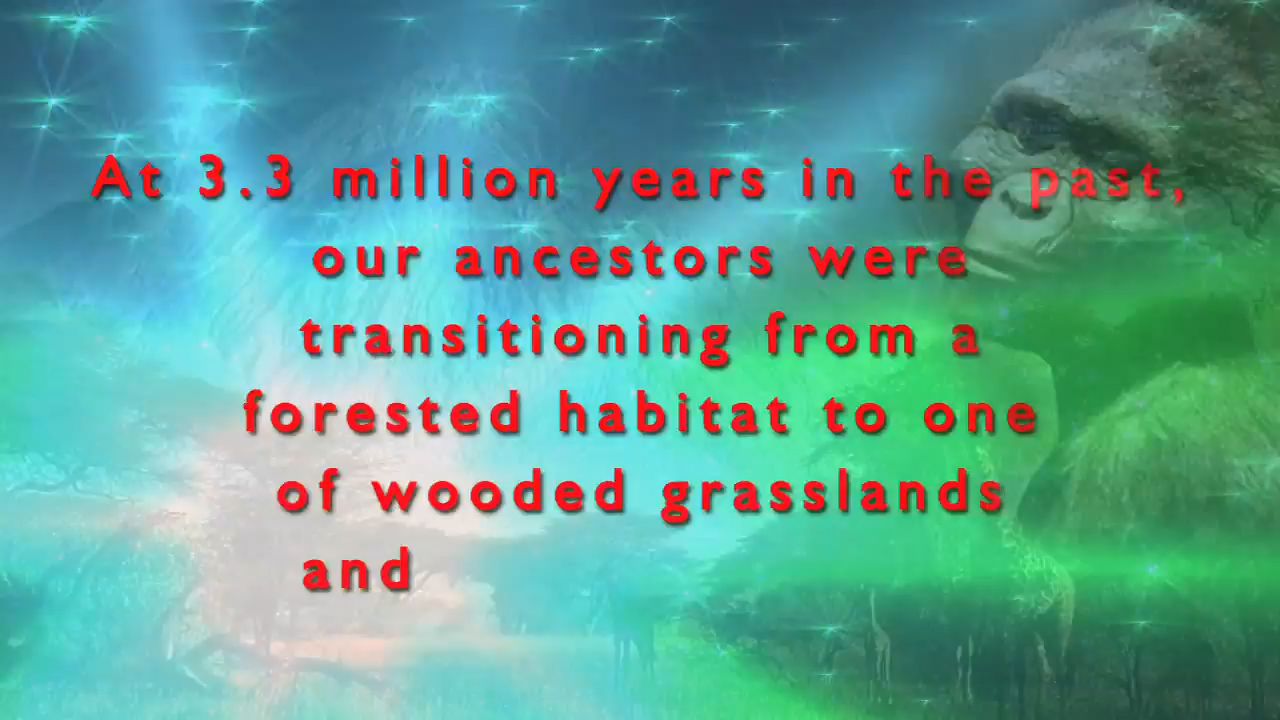 At 3.3 million years in the past,
our ancestors were
transitioning from a
forested habitat to one
of wooded grasslands
and